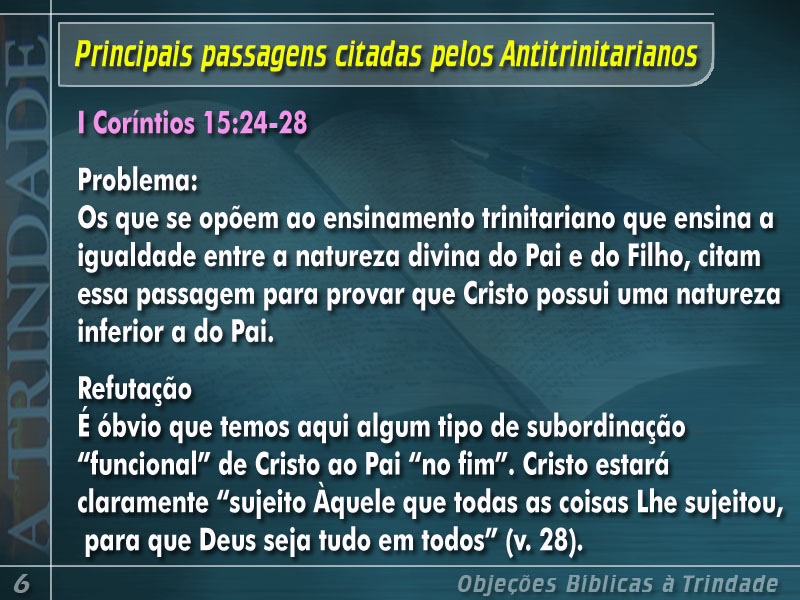 Principais passagens citadas pelos Antitrinitarianos
I Coríntios 15:24-28
Problema:
Os que se opõem ao ensinamento trinitariano que ensina a
igualdade entre a natureza divina do Pai e do Filho, citam
essa passagem para provar que Cristo possui uma natureza
inferior a do Pai.
Refutação
É óbvio que temos aqui algum tipo de subordinação
“funcional” de Cristo ao Pai “no fim”. Cristo estará
claramente “sujeito Àquele que todas as coisas Lhe sujeitou,
para que Deus seja tudo em todos” (v. 28).
A TRINDADE
6
Objeções Bíblicas à Trindade